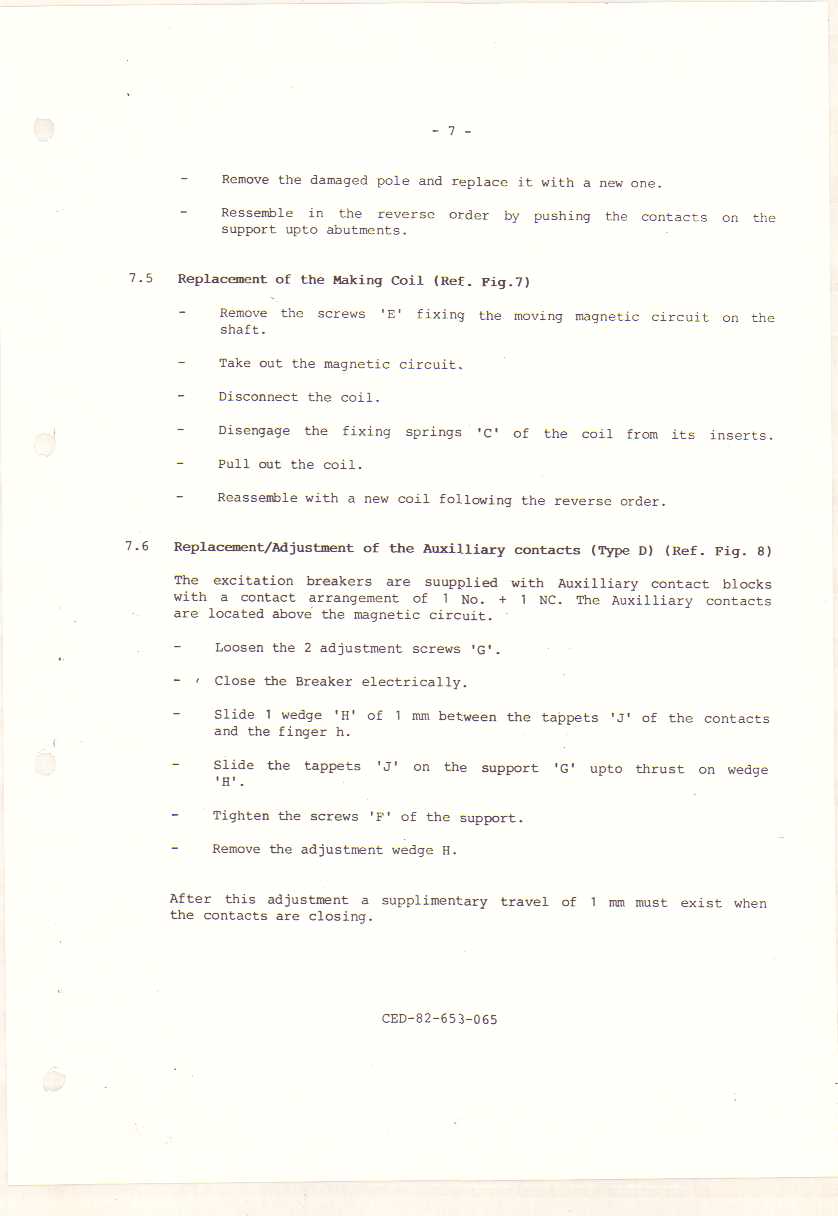 - 7 -
- Remove the damaged pole and replace it with a new one.
- Ressemble in the reverse order by pushing the contacts on the
support upto abutments.
7.5 Replacement of the Making Coil (Ref. Fig.7)
- Remove the screws 'E' fixing the moving magnetic circuit on the
shaft.
- Take out the magnetic circuit.
- Disconnect the coil.
- Disengage the fixing springs 'C' of the coil from its inserts.
- Pull out the coil.
- Reassemble with a new coil following the reverse order.
7.6 Replacement/Adjustment of the Auxilliary contacts (Type D) (Ref. Fig. 8)
The excitation breakers are suupplied with Auxilliary contact blocks
with a contact arrangement of 1 No. + 1 NC. The Auxilliary contacts
are located above the magnetic circuit.
- Loosen the 2 adjustment screws 'G'.
- Close the Breaker electrically.
- Slide 1 wedge 'H' of 1 mm between the tappets 'J' of the contacts
and the finger h.
- Slide the tappets 'J' on the support 'G' upto thrust on wedge
'H'.
- Tighten the screws 'F' of the support.
- Remove the adjustment wedge H.
After this adjustment a supplimentary travel of 1 mm must exist when
the contacts are closing.
CED-82-653-065